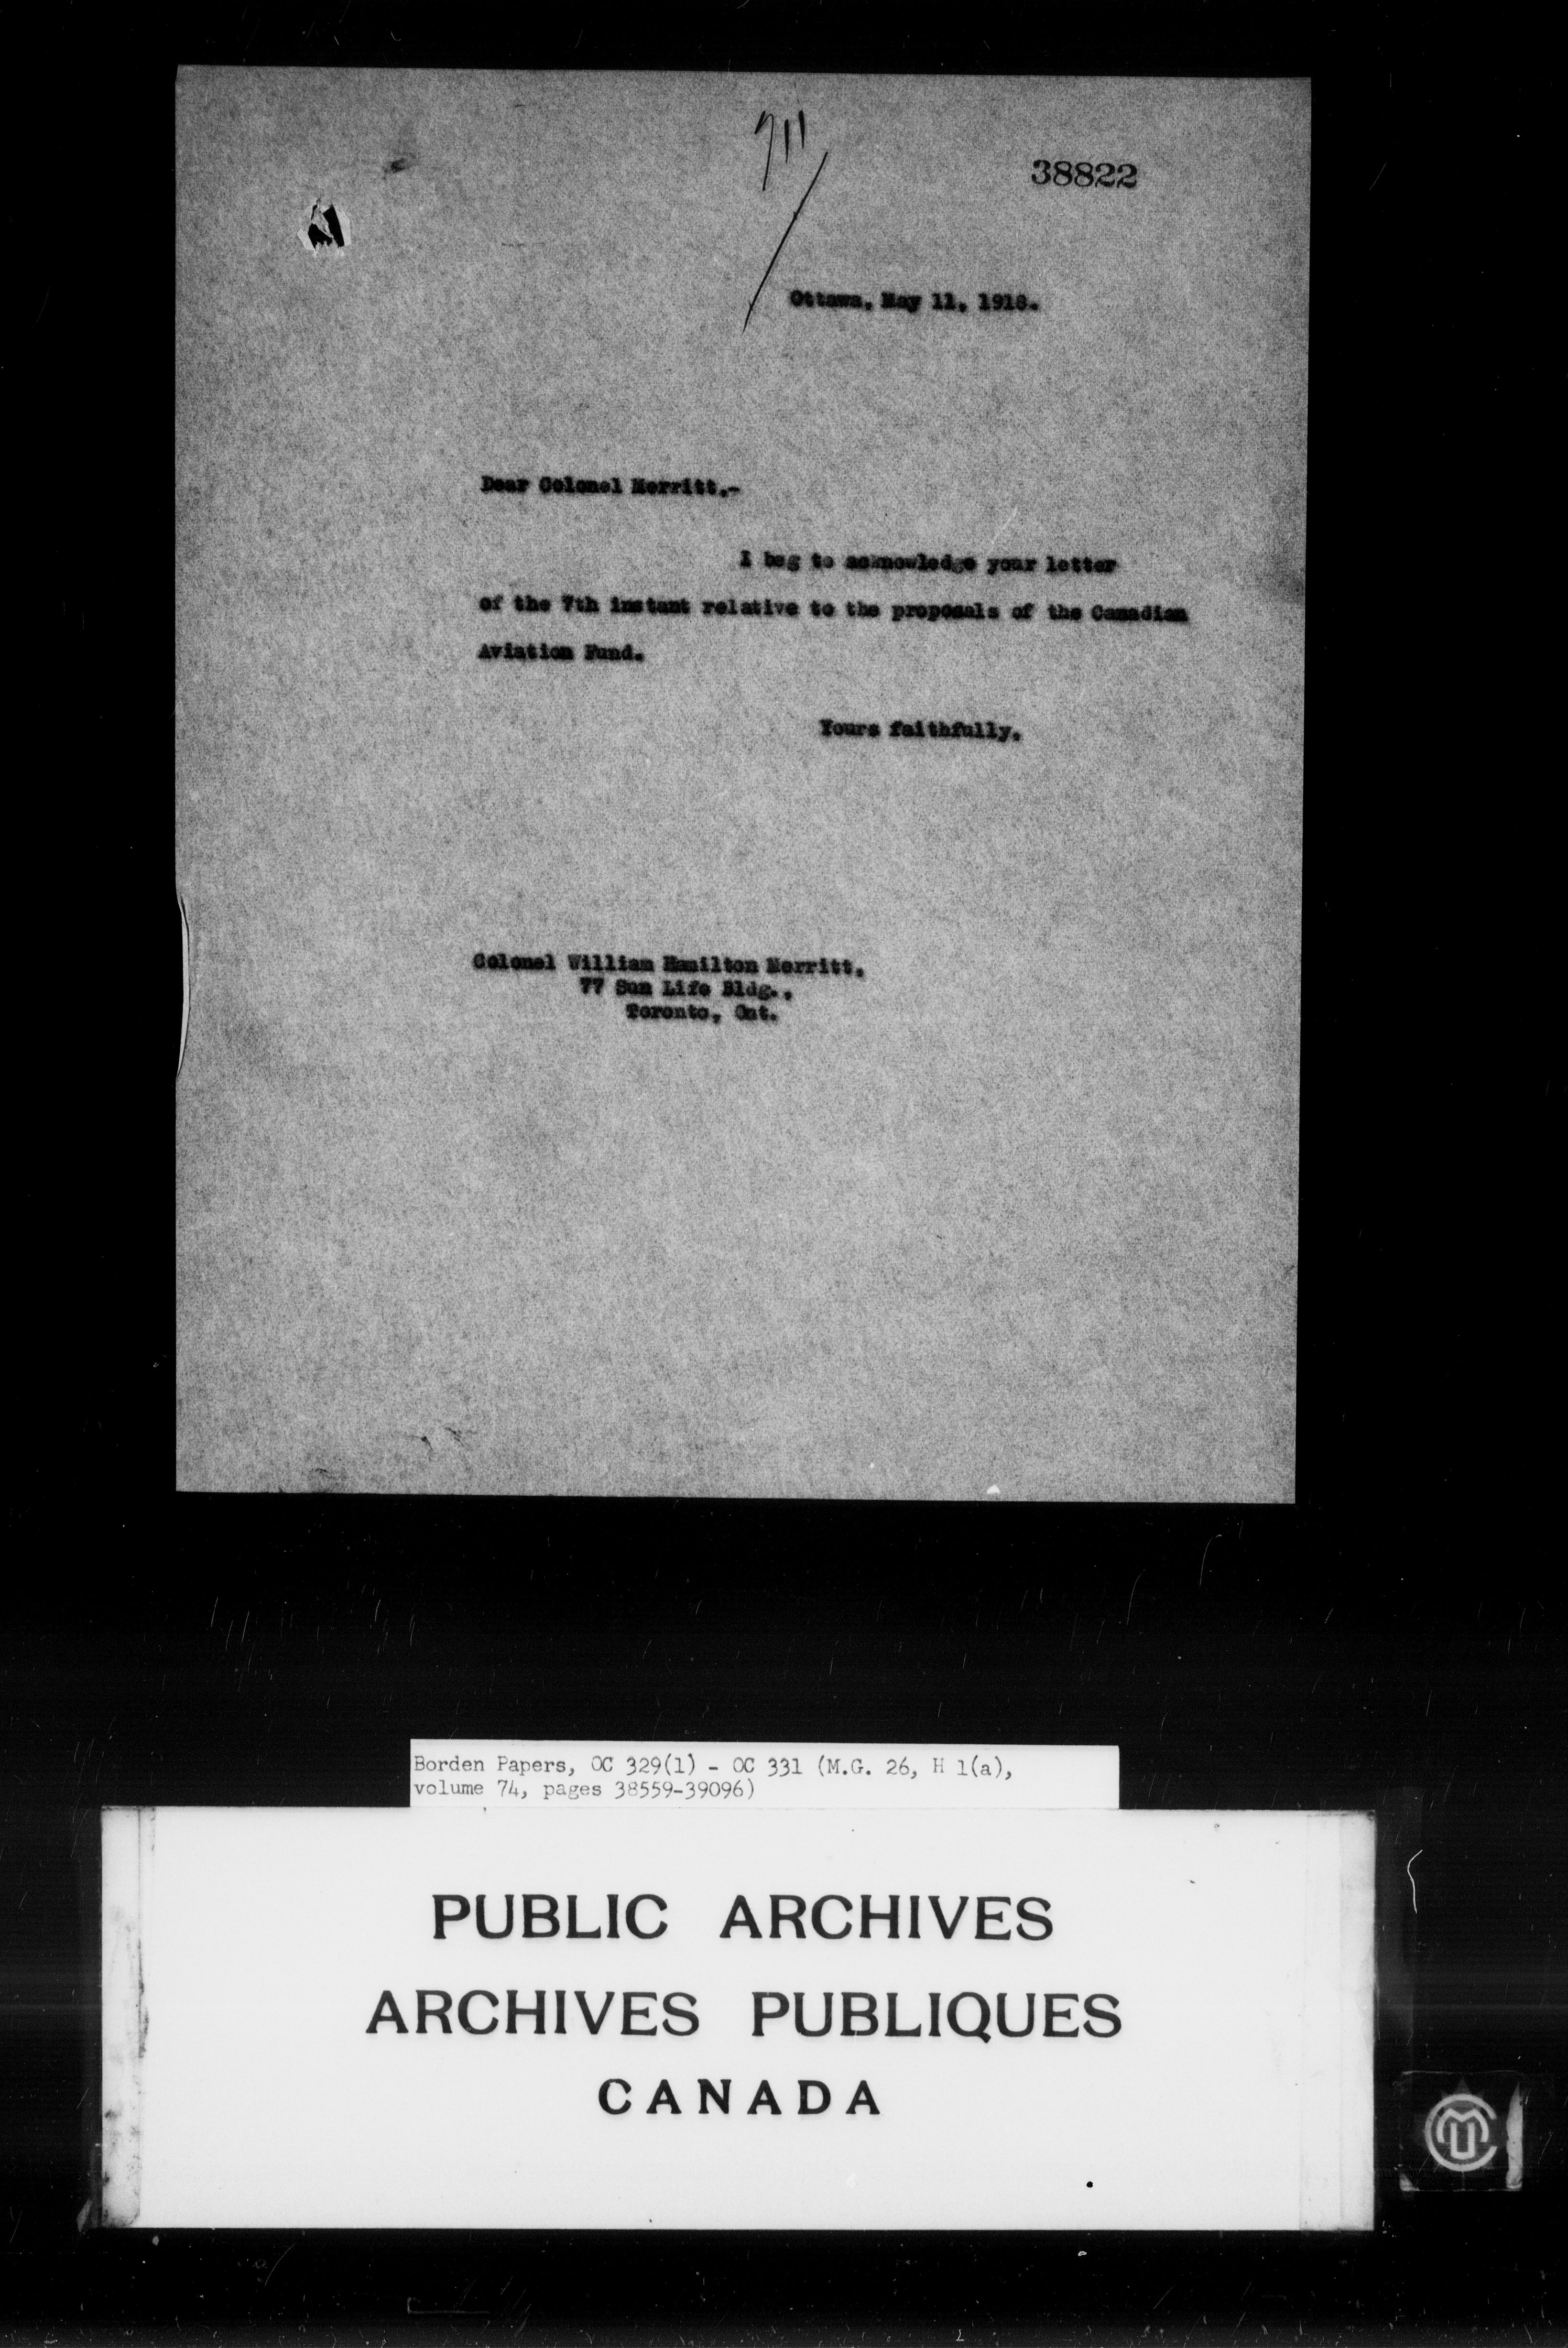 711
38822
Ottawa, May 11, 1918.
Dear Colonel Merritt,-
I beg to acknowledge your letter
of the 7th instant relative to the proposals of the Canadian
Aviation Fund.
Yours faithfully,
Colonel William Hamilton Merritt,
77 Sun Life Bldg.,
Toronto, Ont.
Borden Papers, OC 329(1) - OC 331 (M.G. 26, H 1(a),
volume 74, pages 38559-39096)
PUBLIC ARCHIVES
ARCHIVES PUBLIQUES
CANADA